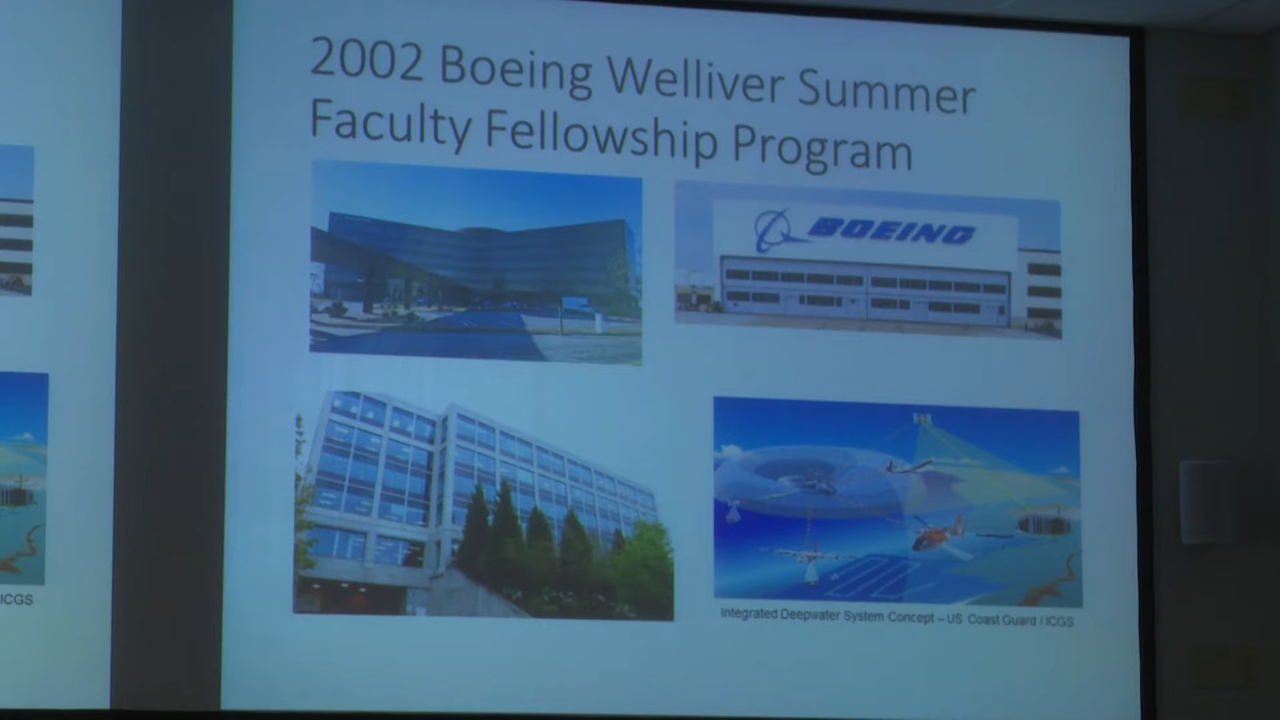 2002 Boeing Welliver Summer
Faculty Fellowship Program
BOEING
Integrated Deepwater System Concept – US Coast Guard / ICGS
ICGS